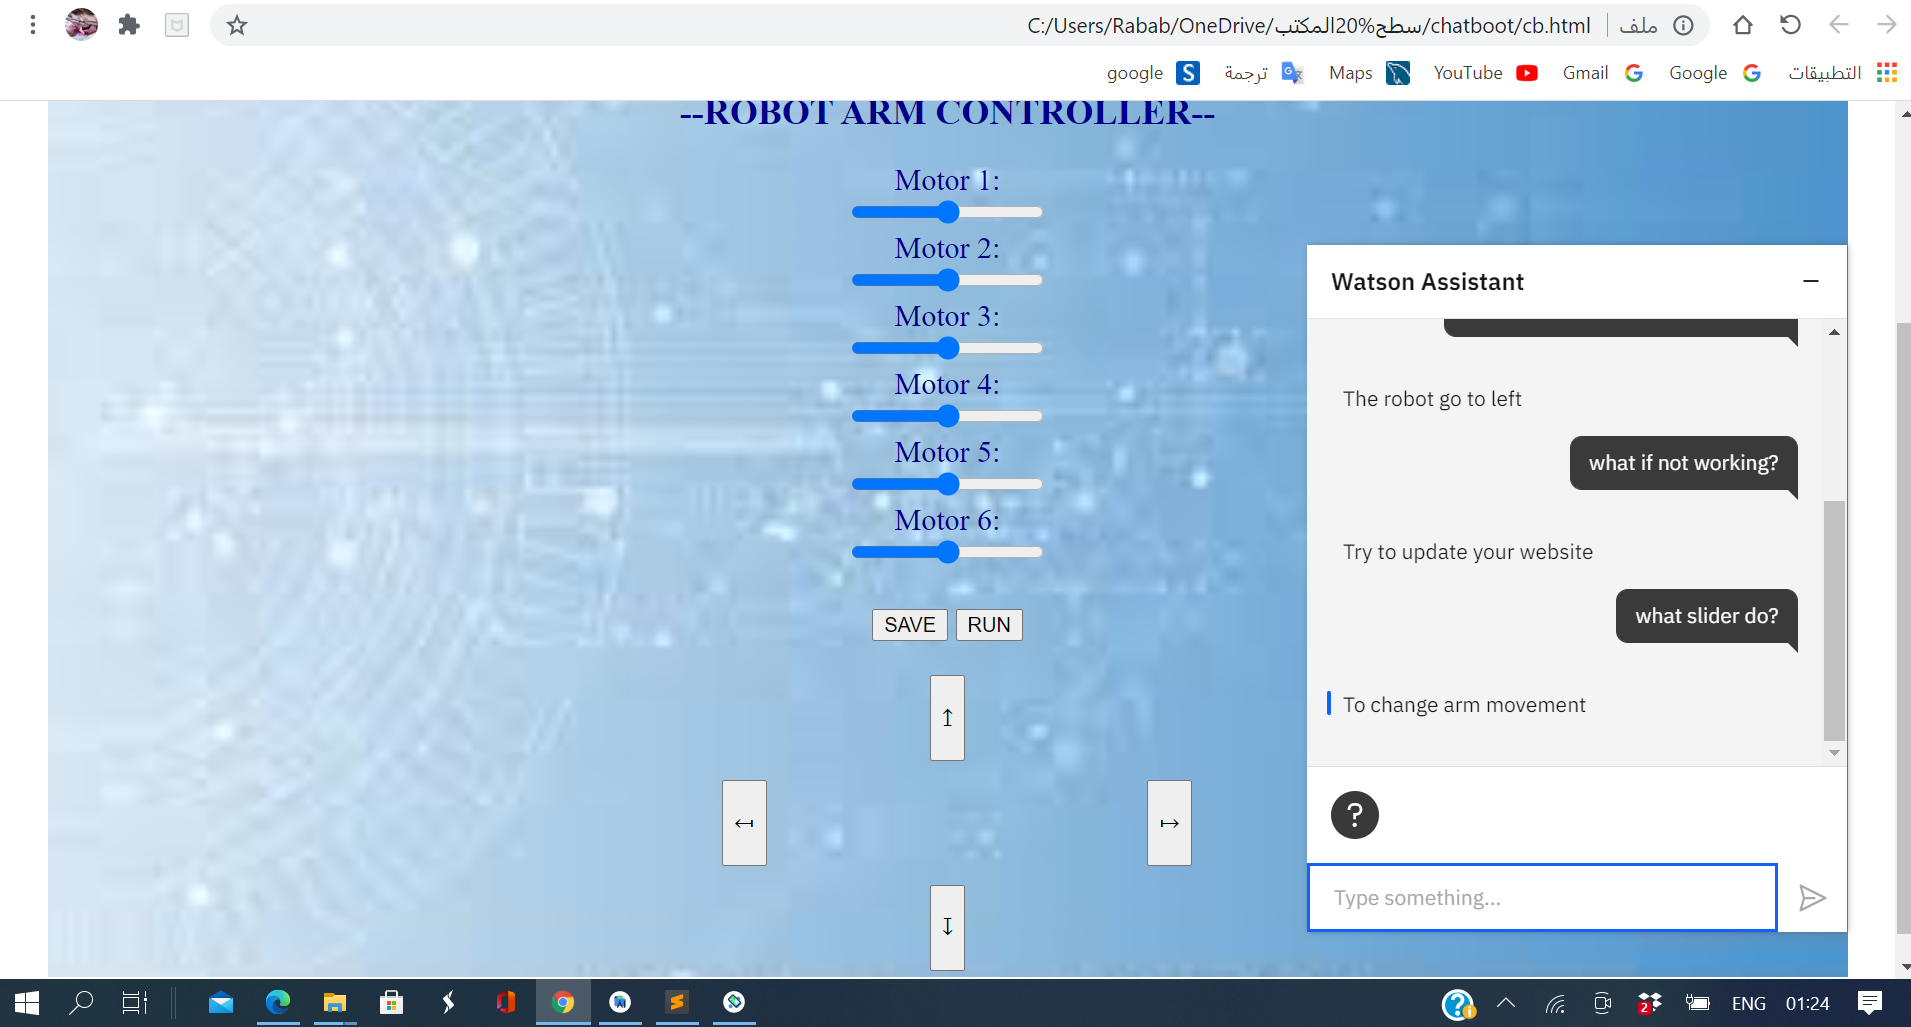 C:/Users/Rabab/OneDrive/سطح%20المكتب/chatboot/cb.html
ملف
google
ترجمة
Maps
YouTube
Gmail
Google
التطبيقات
--ROBOT ARM CONTROLLER--
Motor 1:
Motor 2:
Motor 3:
Motor 4:
Motor 5:
Motor 6:
SAVE RUN
↥
↤ ↦
↧
Watson Assistant
The robot go to left
what if not working?
Try to update your website
what slider do?
To change arm movement
?
Type something...
2
ENG 01:24